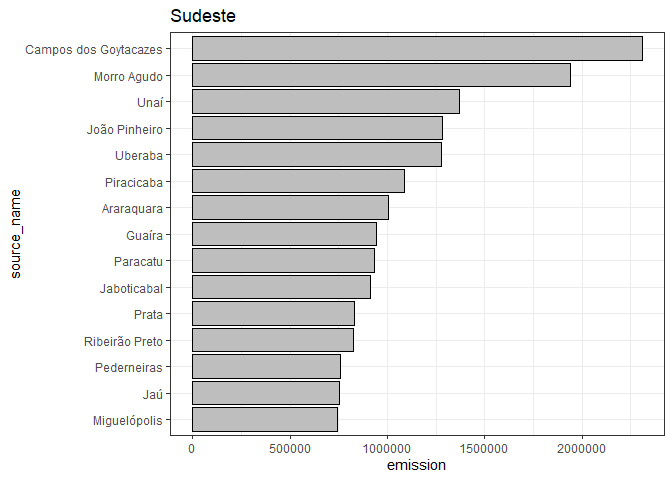 Sudeste
source_name
Campos dos Goytacazes
Morro Agudo
Unaí
João Pinheiro
Uberaba
Piracicaba
Araraquara
Guaíra
Paracatu
Jaboticabal
Prata
Ribeirão Preto
Pederneiras
Jaú
Miguelópolis
0 500000 1000000 1500000 2000000
emission